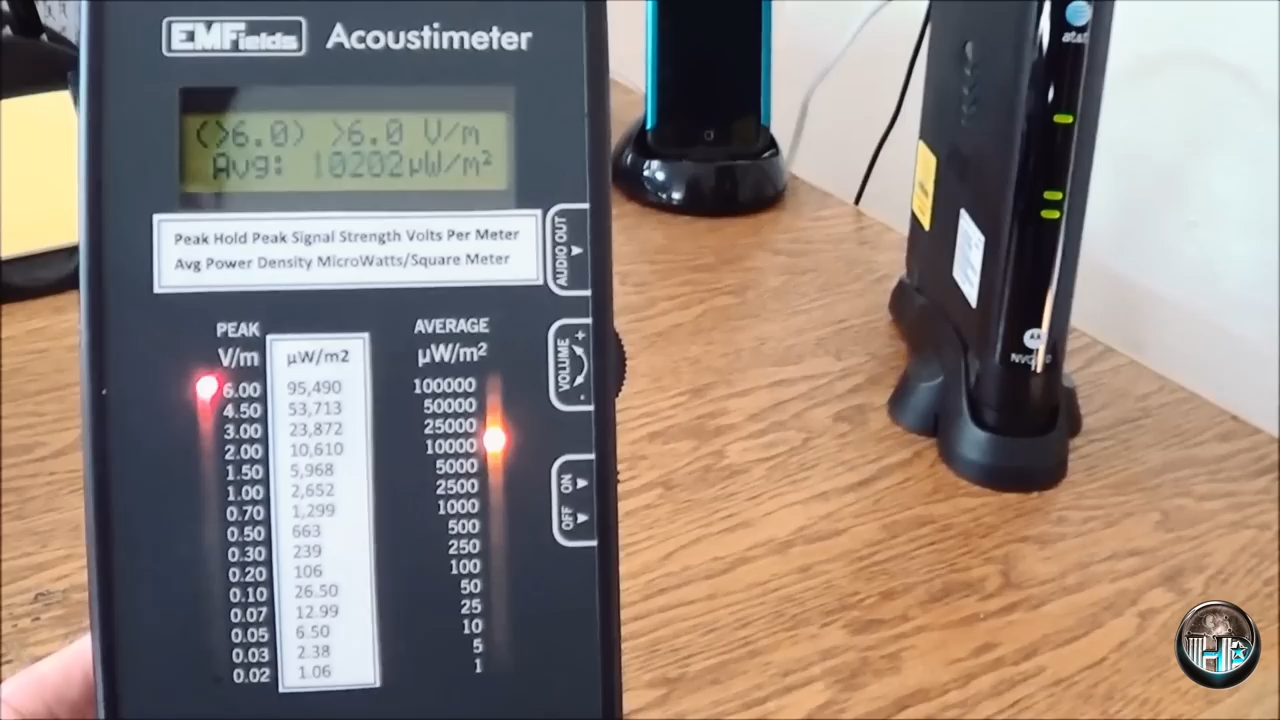 EMFields Acoustimeter
(>6.0) >6.0 V/m
Avg: 10202µW/m²
Peak Hold Peak Signal Strength Volts Per Meter
Avg Power Density MicroWatts/Square Meter
AUDIO OUT
VOLUME
- +
OFF ON
PEAK AVERAGE
V/m µW/m2 µW/m²
6.00 95,490 100000
4.50 53,713 50000
3.00 23,872 25000
2.00 10,610 10000
1.50 5,968 5000
1.00 2,652 2500
0.70 1,299 1000
0.50 663 500
0.30 239 250
0.20 106 100
0.10 26.50 50
0.07 12.99 25
0.05 6.50 10
0.03 2.38 5
0.02 1.06 1
at&t